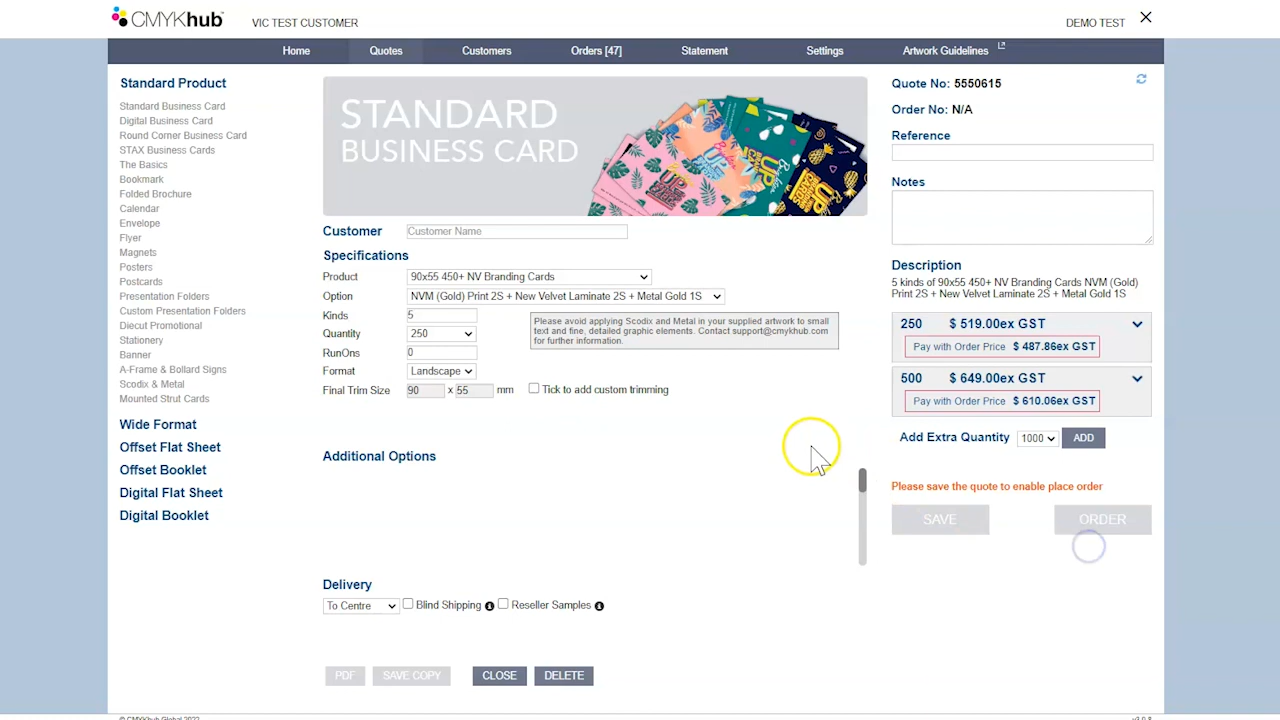 CMYKhub
VIC TEST CUSTOMER
DEMO TEST
Home
Quotes
Customers
Orders [47]
Statement
Settings
Artwork Guidelines
Standard Product
Standard Business Card
Digital Business Card
Round Corner Business Card
STAX Business Cards
The Basics
Bookmark
Folded Brochure
Calendar
Envelope
Flyer
Magnets
Posters
Postcards
Presentation Folders
Custom Presentation Folders
Diecut Promotional
Stationery
Banner
A-Frame & Bollard Signs
Scodix & Metal
Mounted Strut Cards
Wide Format
Offset Flat Sheet
Offset Booklet
Digital Flat Sheet
Digital Booklet
STANDARD
BUSINESS CARD
Customer
Customer Name
Specifications
Product
90x55 450+ NV Branding Cards
Option
NVM (Gold) Print 2S + New Velvet Laminate 2S + Metal Gold 1S
Kinds
5
Quantity
250
RunOns
0
Format
Landscape
Final Trim Size
90
x
55
mm
Tick to add custom trimming
Please avoid applying Scodix and Metal in your supplied artwork to small
text and fine, detailed graphic elements. Contact support@cmykhub.com
for further information.
Additional Options
Delivery
To Centre
Blind Shipping
Reseller Samples
PDF
SAVE COPY
CLOSE
DELETE
Quote No: 5550615
Order No: N/A
Reference
Notes
Description
5 kinds of 90x55 450+ NV Branding Cards NVM (Gold)
Print 2S + New Velvet Laminate 2S + Metal Gold 1S
250 $ 519.00ex GST
Pay with Order Price $ 487.86ex GST
500 $ 649.00ex GST
Pay with Order Price $ 610.06ex GST
Add Extra Quantity
1000
ADD
Please save the quote to enable place order
SAVE
ORDER
© CMYKhub Global 2022